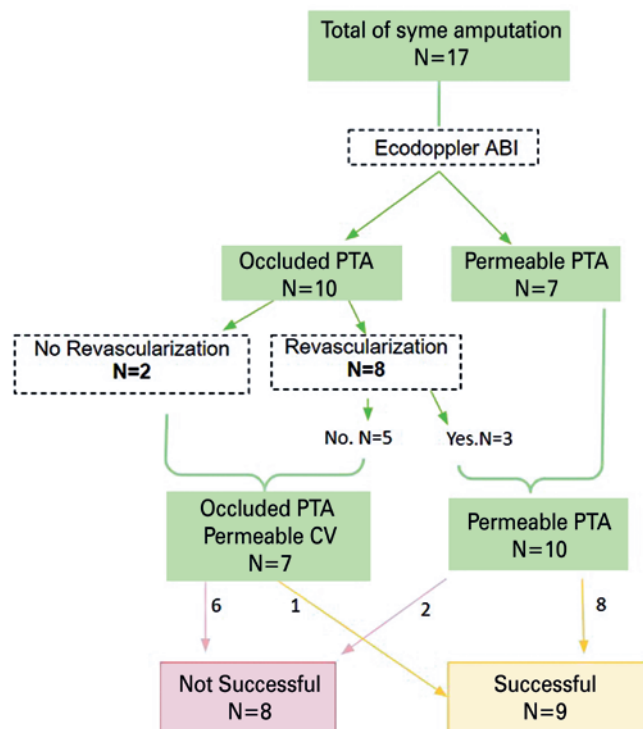 Total of syme amputation
N=17
Ecodoppler ABI
Occluded PTA
N=10
Permeable PTA
N=7
No Revascularization
N=2
Revascularization
N=8
No. N=5
Yes.N=3
Occluded PTA
Permeable CV
N=7
Permeable PTA
N=10
6
1
2
8
Not Successful
N=8
Successful
N=9